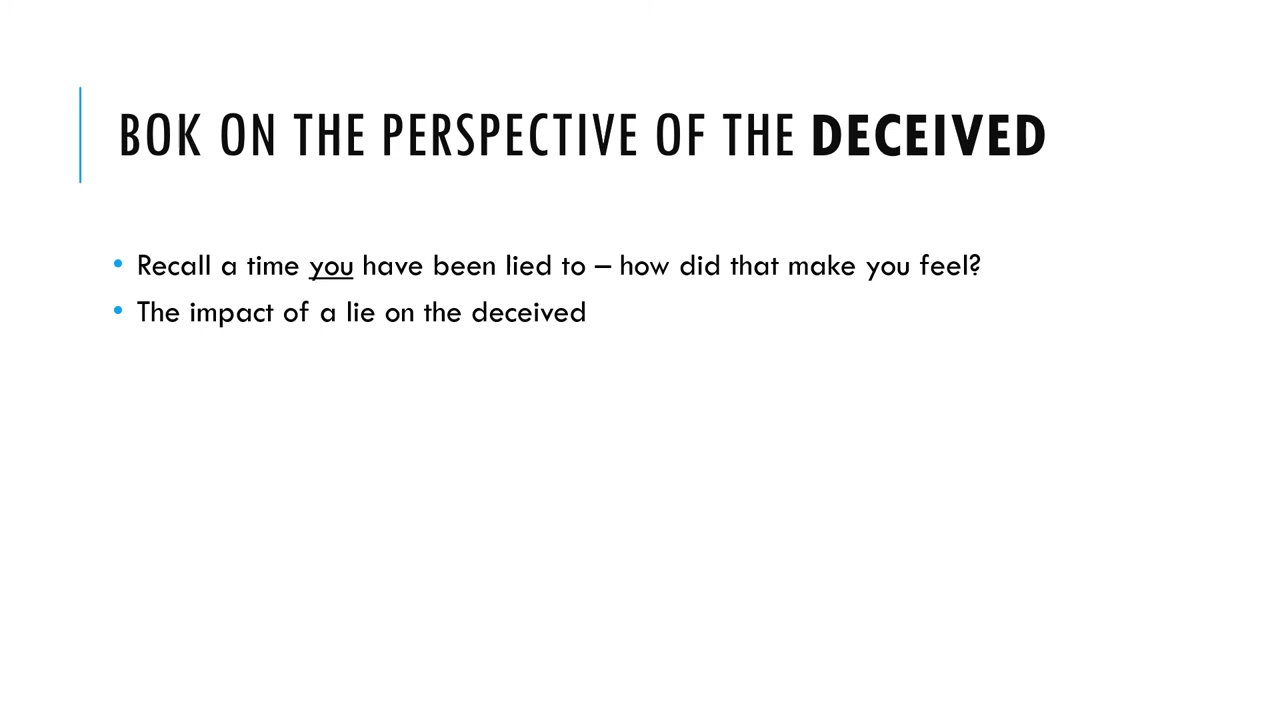 BOK ON THE PERSPECTIVE OF THE DECEIVED
• Recall a time you have been lied to – how did that make you feel?
• The impact of a lie on the deceived